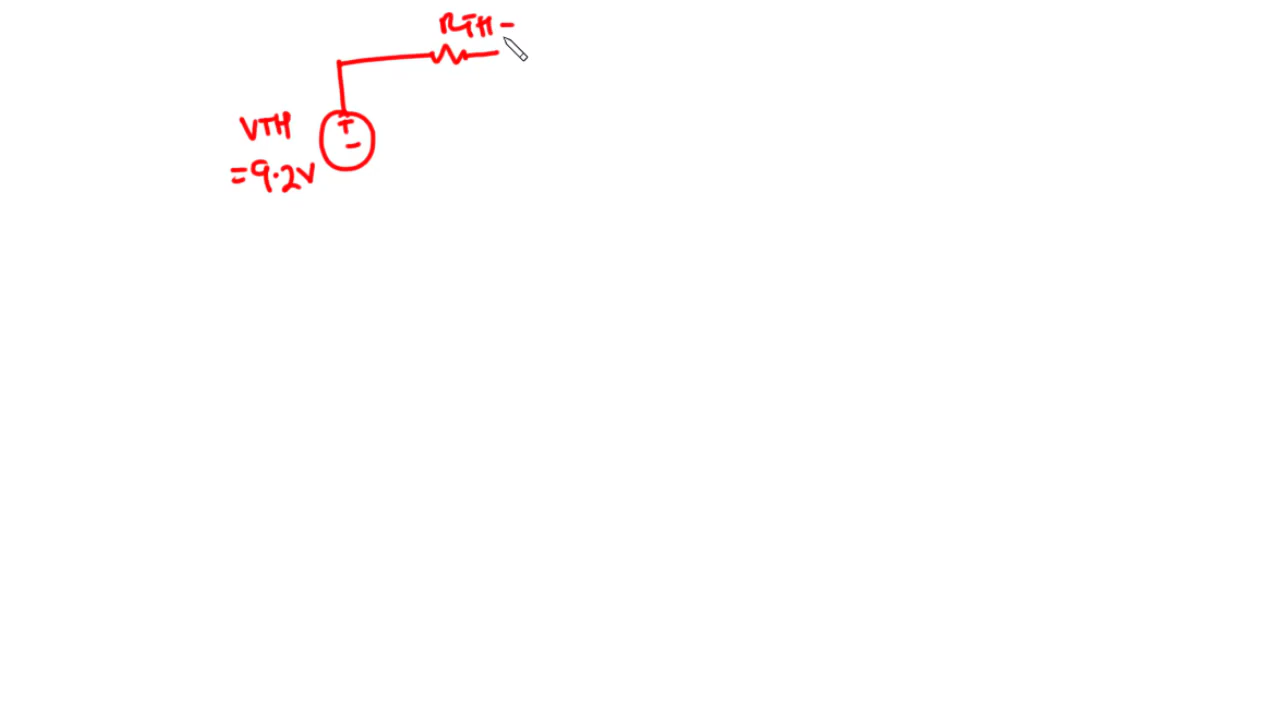 RTH -
VTH
+
-
=9.2V